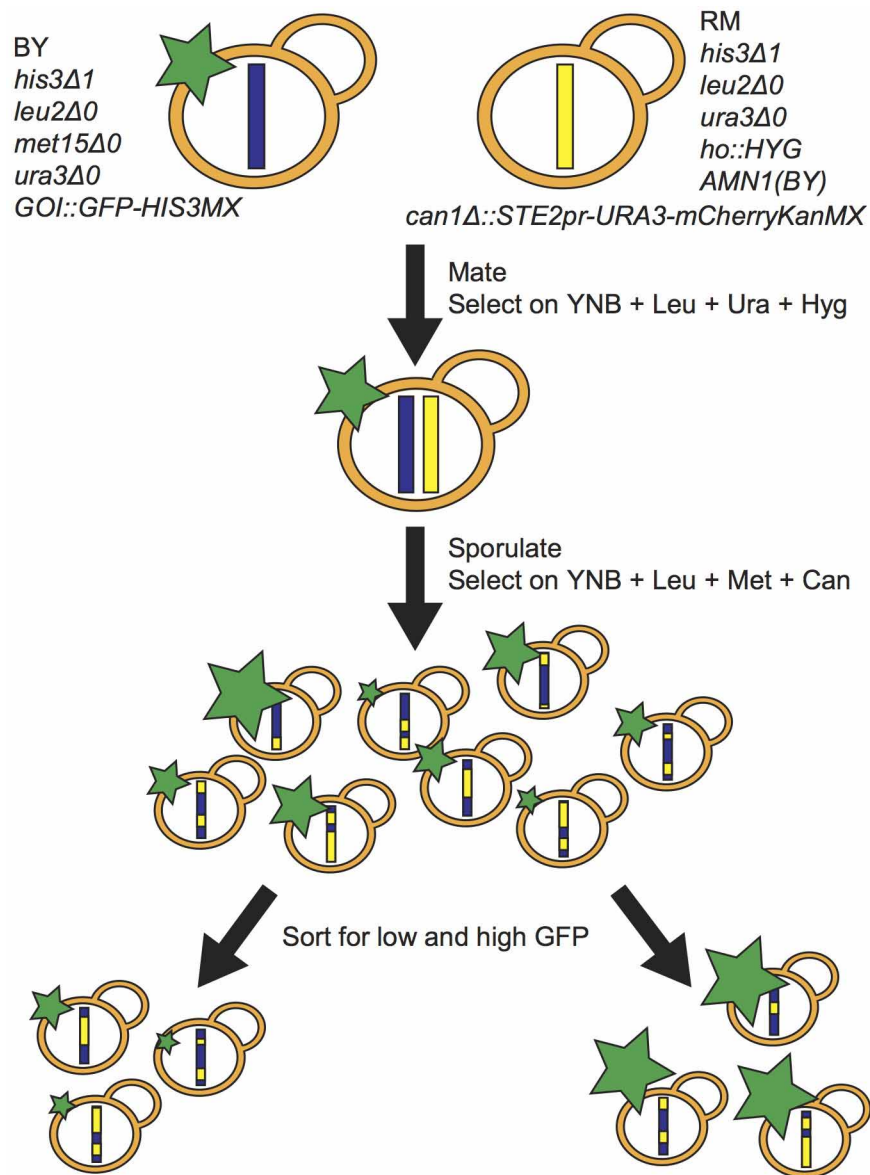 BY
his3Δ1
leu2Δ0
met15Δ0
ura3Δ0
GOI::GFP-HIS3MX
RM
his3Δ1
leu2Δ0
ura3Δ0
ho::HYG
AMN1(BY)
can1Δ::STE2pr-URA3-mCherryKanMX
Mate
Select on YNB + Leu + Ura + Hyg
Sporulate
Select on YNB + Leu + Met + Can
Sort for low and high GFP